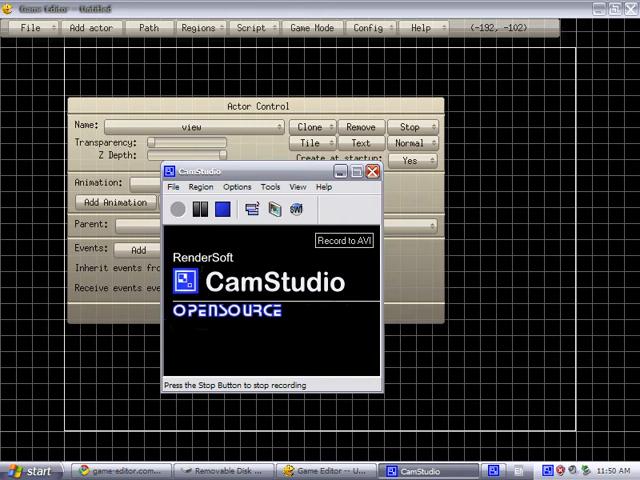 Game Editor -- Untitled
File Add actor Path Regions Script Game Mode Config Help (-192, -102)
Actor Control
Name: view Clone Remove Stop
Transparency: Tile Text Normal
Z Depth: Create at startup: Yes
CamStudio
File Region Options Tools View Help
Animation:
Add Animation
Parent:
Record to AVI
Events: Add
RenderSoft
Inherit events fro
CamStudio
Receive events eve
OPENSOURCE
Press the Stop Button to stop recording
start game-editor.com... Removable Disk ... Game Editor -- U... CamStudio 11:50 AM